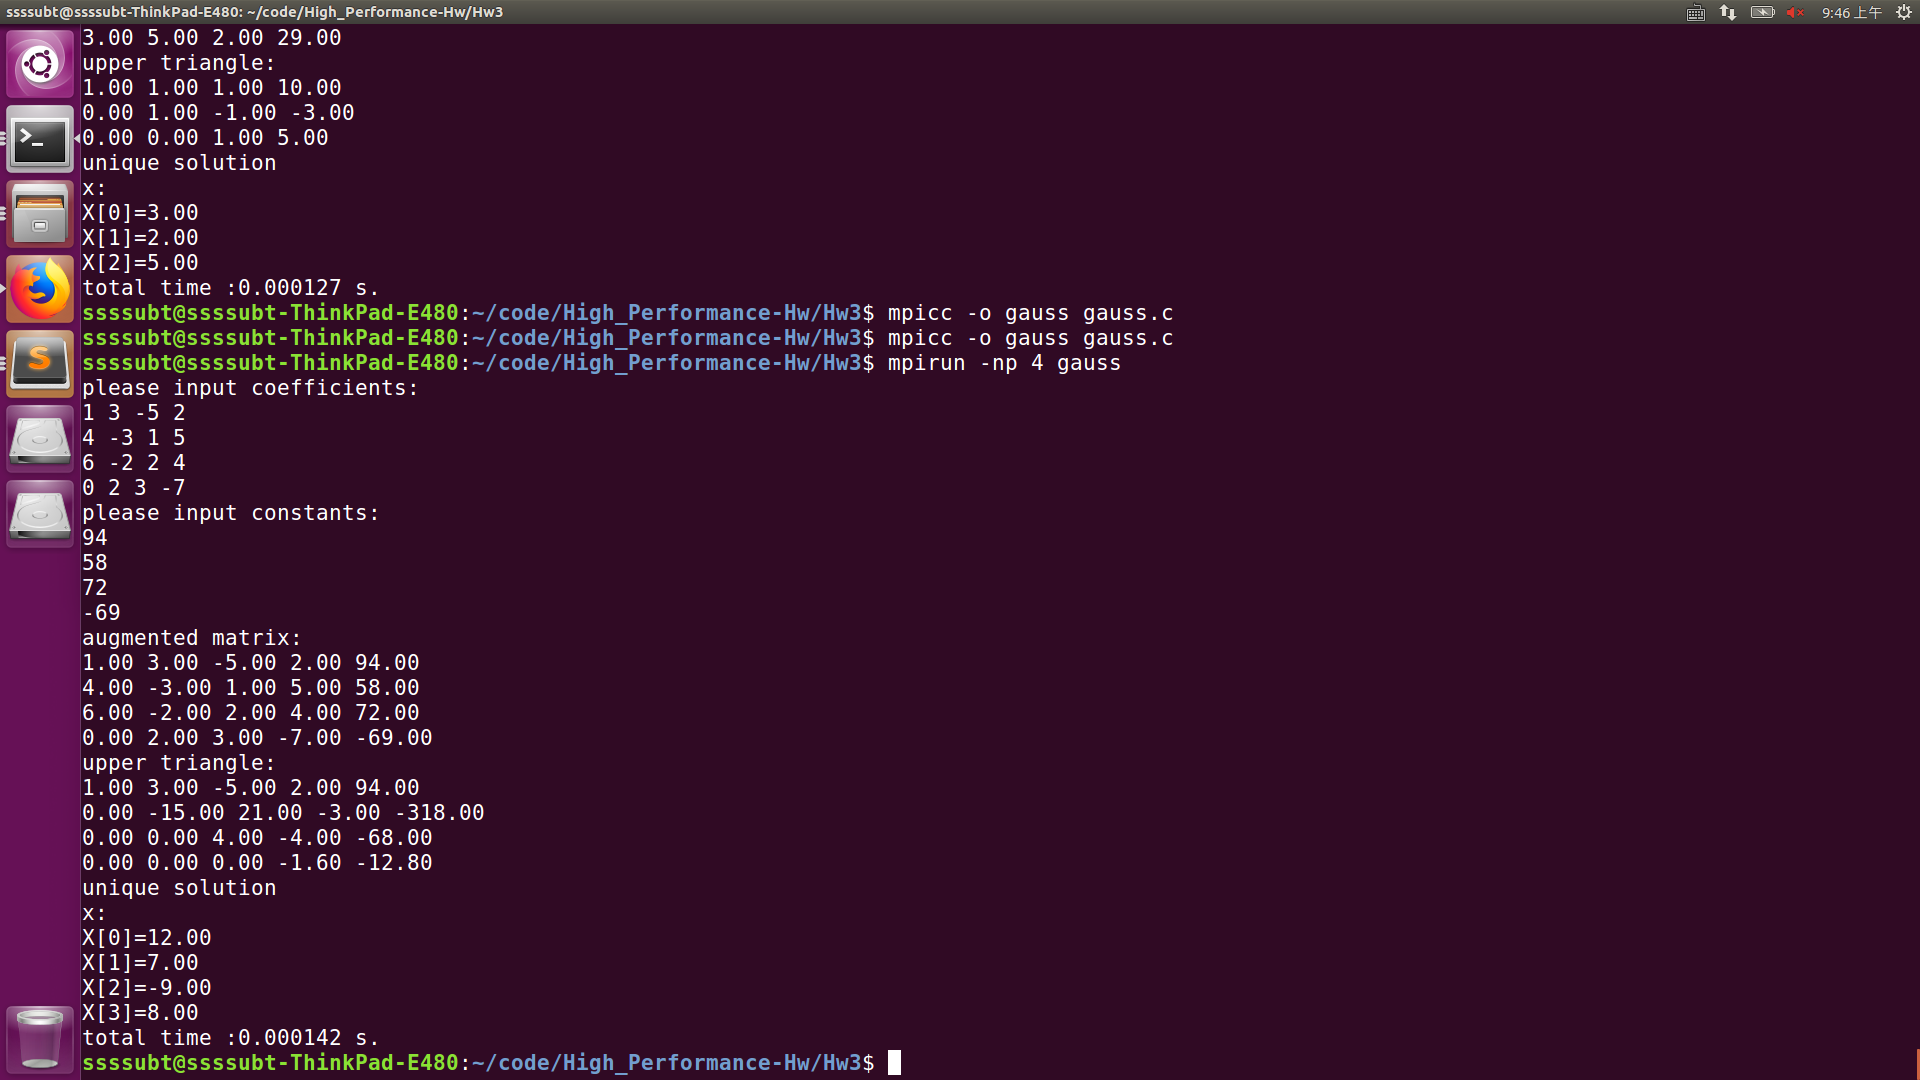 ssssubt@ssssubt-ThinkPad-E480: ~/code/High_Performance-Hw/Hw3
9:46 上午
3.00 5.00 2.00 29.00
upper triangle:
1.00 1.00 1.00 10.00
0.00 1.00 -1.00 -3.00
0.00 0.00 1.00 5.00
unique solution
x:
X[0]=3.00
X[1]=2.00
X[2]=5.00
total time :0.000127 s.
ssssubt@ssssubt-ThinkPad-E480:~/code/High_Performance-Hw/Hw3$ mpicc -o gauss gauss.c
ssssubt@ssssubt-ThinkPad-E480:~/code/High_Performance-Hw/Hw3$ mpicc -o gauss gauss.c
ssssubt@ssssubt-ThinkPad-E480:~/code/High_Performance-Hw/Hw3$ mpirun -np 4 gauss
please input coefficients:
1 3 -5 2
4 -3 1 5
6 -2 2 4
0 2 3 -7
please input constants:
94
58
72
-69
augmented matrix:
1.00 3.00 -5.00 2.00 94.00
4.00 -3.00 1.00 5.00 58.00
6.00 -2.00 2.00 4.00 72.00
0.00 2.00 3.00 -7.00 -69.00
upper triangle:
1.00 3.00 -5.00 2.00 94.00
0.00 -15.00 21.00 -3.00 -318.00
0.00 0.00 4.00 -4.00 -68.00
0.00 0.00 0.00 -1.60 -12.80
unique solution
x:
X[0]=12.00
X[1]=7.00
X[2]=-9.00
X[3]=8.00
total time :0.000142 s.
ssssubt@ssssubt-ThinkPad-E480:~/code/High_Performance-Hw/Hw3$